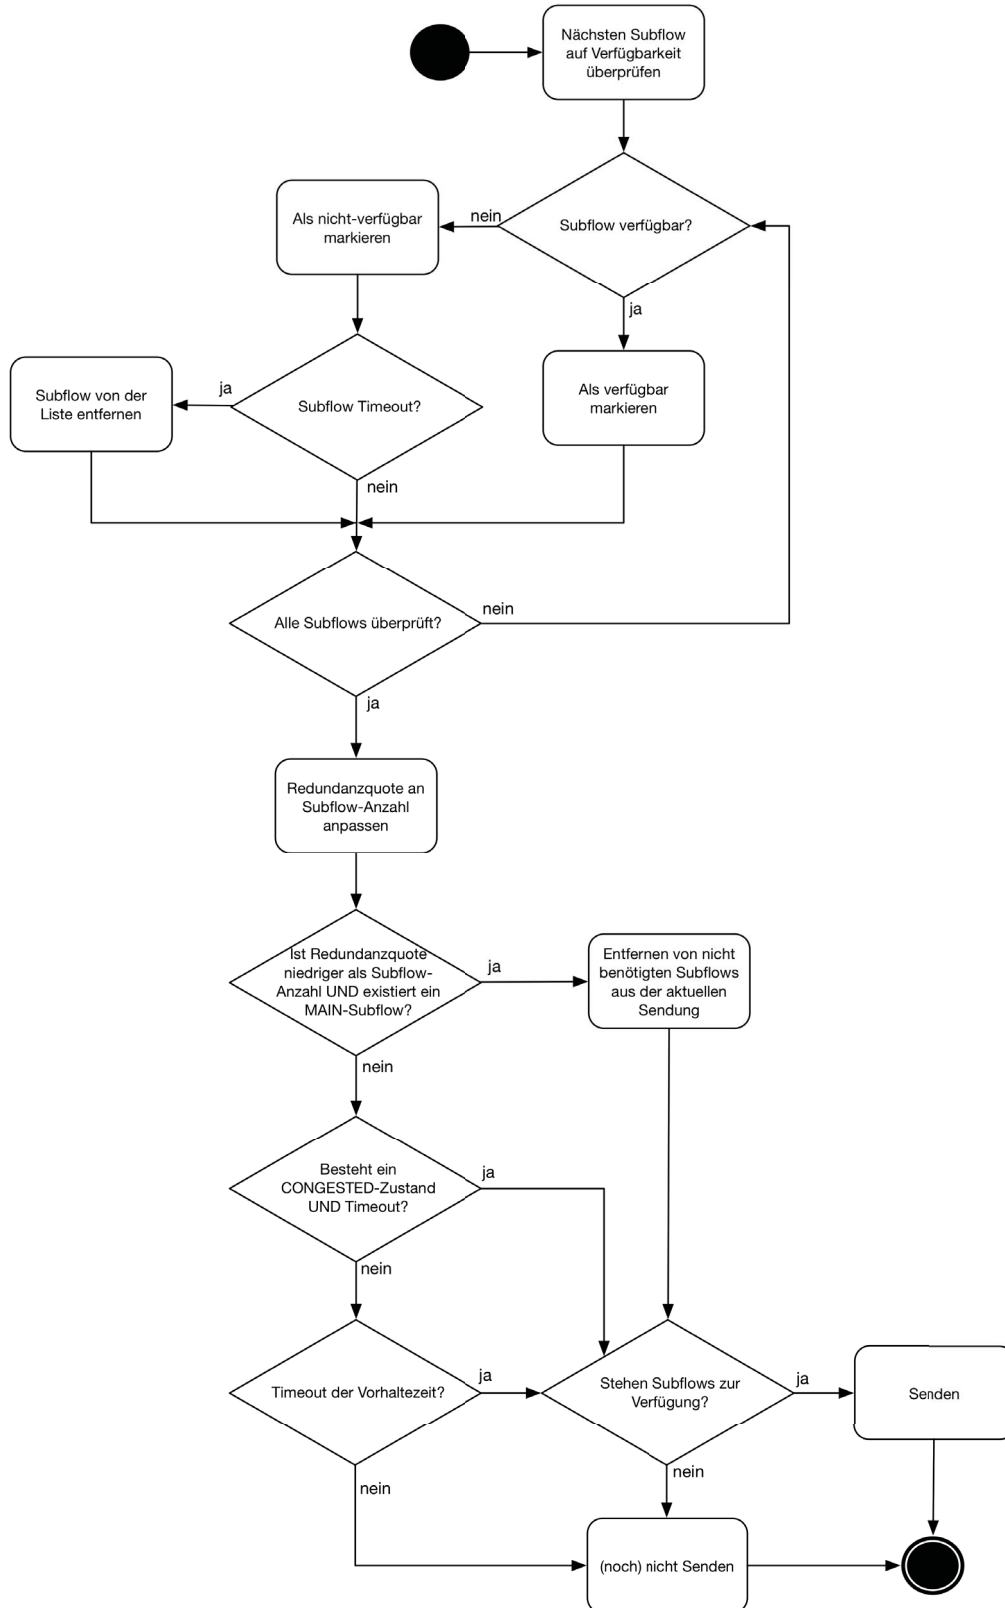 Nächsten Subflow
auf Verfügbarkeit
überprüfen
Subflow verfügbar?
nein
ja
Als nicht-verfügbar
markieren
Als verfügbar
markieren
Subflow Timeout?
ja
nein
Subflow von der
Liste entfernen
Alle Subflows überprüft?
nein
ja
Redundanzquote an
Subflow-Anzahl
anpassen
Ist Redundanzquote
niedriger als Subflow-
Anzahl UND existiert ein
MAIN-Subflow?
ja
nein
Entfernen von nicht
benötigten Subflows
aus der aktuellen
Sendung
Besteht ein
CONGESTED-Zustand
UND Timeout?
ja
nein
Timeout der Vorhaltezeit?
ja
nein
Stehen Subflows zur
Verfügung?
ja
nein
Senden
(noch) nicht Senden